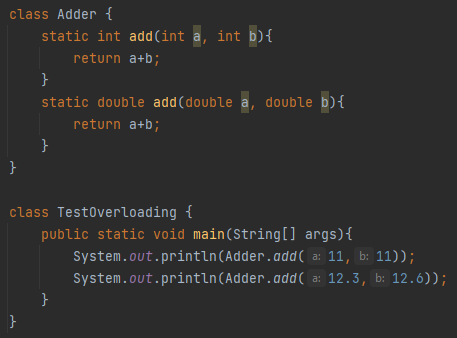 class Adder {
    static int add(int a, int b){
        return a+b;
    }
    static double add(double a, double b){
        return a+b;
    }
}

class TestOverloading {
    public static void main(String[] args){
        System.out.println(Adder.add( a: 11, b: 11));
        System.out.println(Adder.add( a: 12.3, b: 12.6));
    }
}